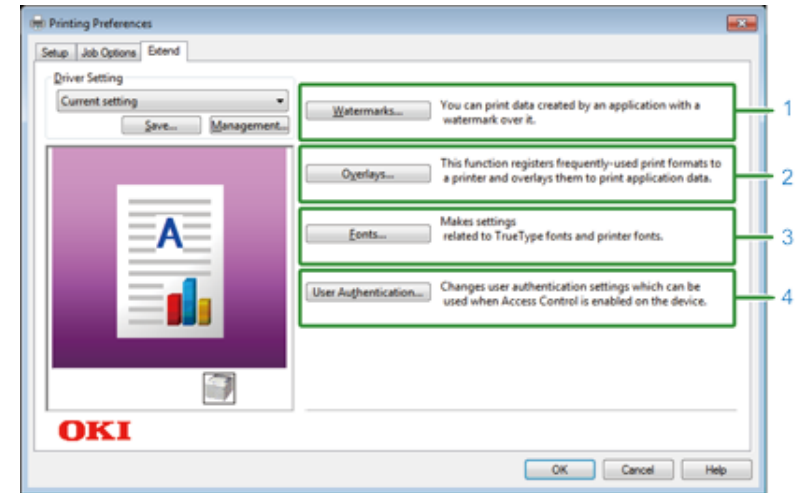 Printing Preferences
Setup Job Options Extend
Driver Setting
Current setting
Save... Management...
A
OKI
Watermarks... You can print data created by an application with a
watermark over it.
1
Overlays... This function registers frequently-used print formats to
a printer and overlays them to print application data.
2
Fonts... Makes settings
related to TrueType fonts and printer fonts.
3
User Authentication... Changes user authentication settings which can be
used when Access Control is enabled on the device.
4
OK Cancel Help